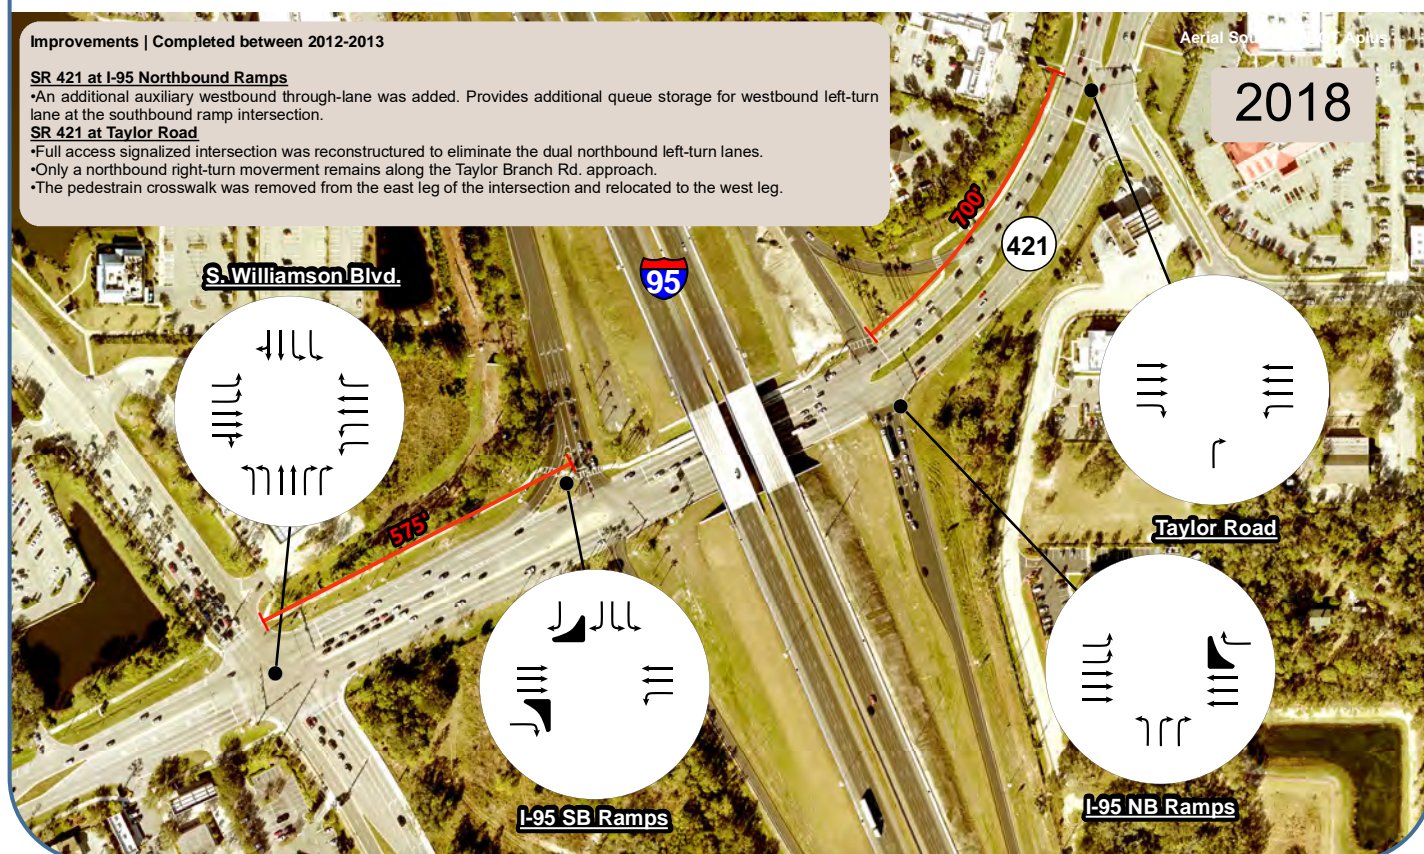 Improvements | Completed between 2012-2013
SR 421 at I-95 Northbound Ramps
•An additional auxiliary westbound through-lane was added. Provides additional queue storage for westbound left-turn
lane at the southbound ramp intersection.
SR 421 at Taylor Road
•Full access signalized intersection was reconstructured to eliminate the dual northbound left-turn lanes.
•Only a northbound right-turn moverment remains along the Taylor Branch Rd. approach.
•The pedestrain crosswalk was removed from the east leg of the intersection and relocated to the west leg.
Aerial
2018
700'
421
95
S. Williamson Blvd.
575'
Taylor Road
I-95 SB Ramps
I-95 NB Ramps